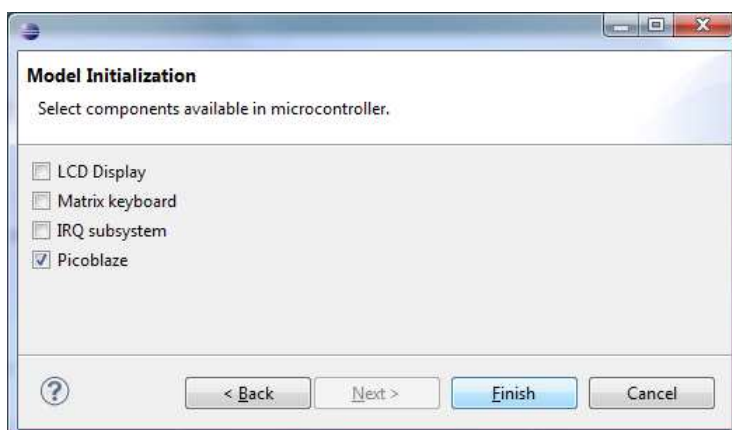 Model Initialization
Select components available in microcontroller.
LCD Display
Matrix keyboard
IRQ subsystem
Picoblaze
?
< Back Next > Finish Cancel